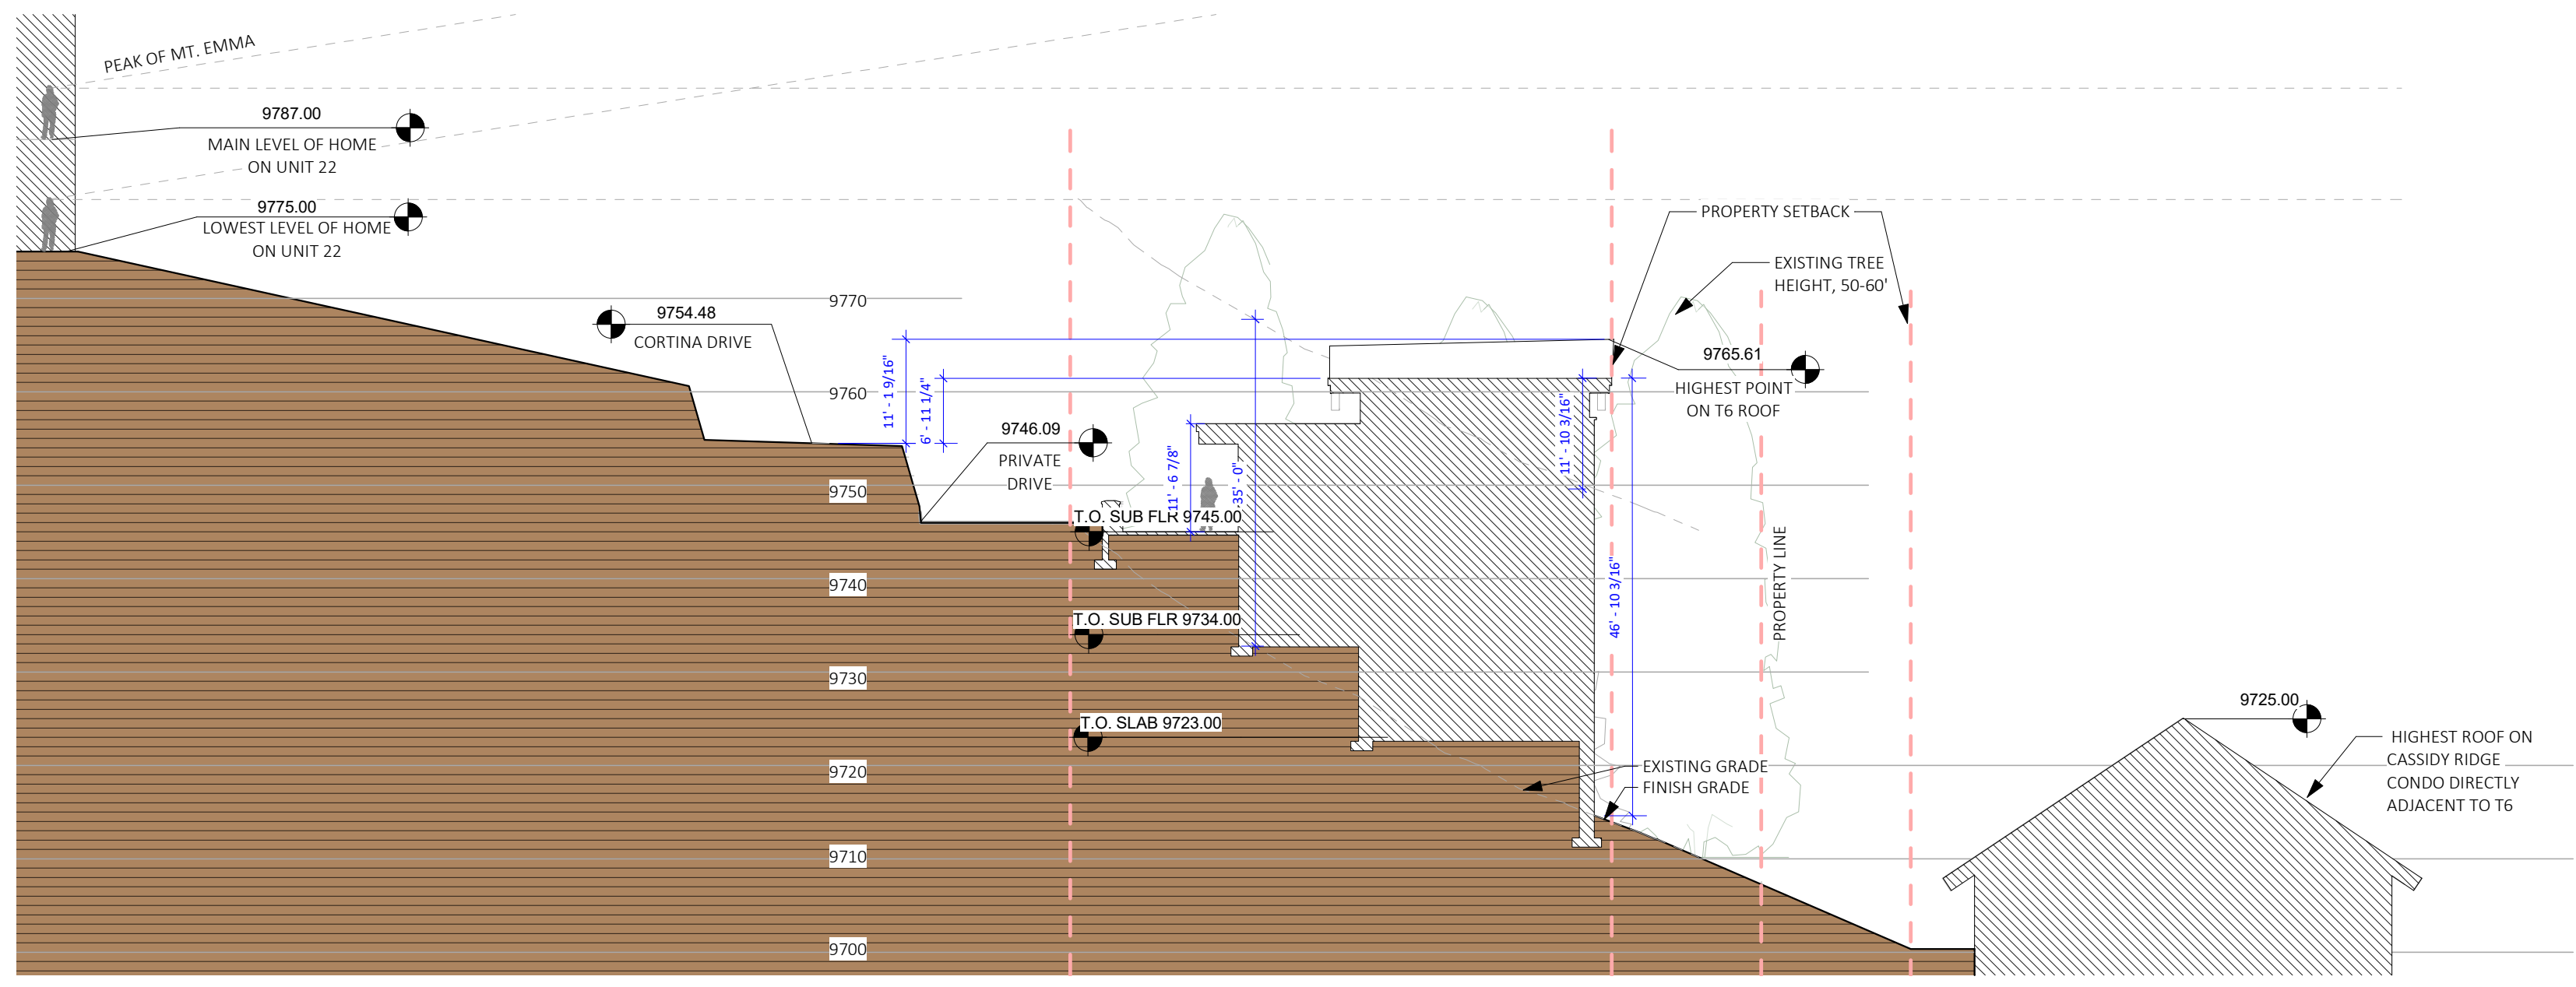 PEAK OF MT. EMMA
9787.00
MAIN LEVEL OF HOME
ON UNIT 22
9775.00
LOWEST LEVEL OF HOME
ON UNIT 22
9754.48
CORTINA DRIVE
9770
9760
9750
9740
9730
9720
9710
9700
11' - 1 9/16"
6' - 11 1/4"
9746.09
PRIVATE
DRIVE
11' - 6 7/8"
35' - 0"
T.O. SUB FLR 9745.00
T.O. SUB FLR 9734.00
T.O. SLAB 9723.00
11' - 10 3/16"
46' - 10 3/16"
PROPERTY SETBACK
EXISTING TREE
HEIGHT, 50-60'
9765.61
HIGHEST POINT
ON T6 ROOF
PROPERTY LINE
EXISTING GRADE
FINISH GRADE
9725.00
HIGHEST ROOF ON
CASSIDY RIDGE
CONDO DIRECTLY
ADJACENT TO T6